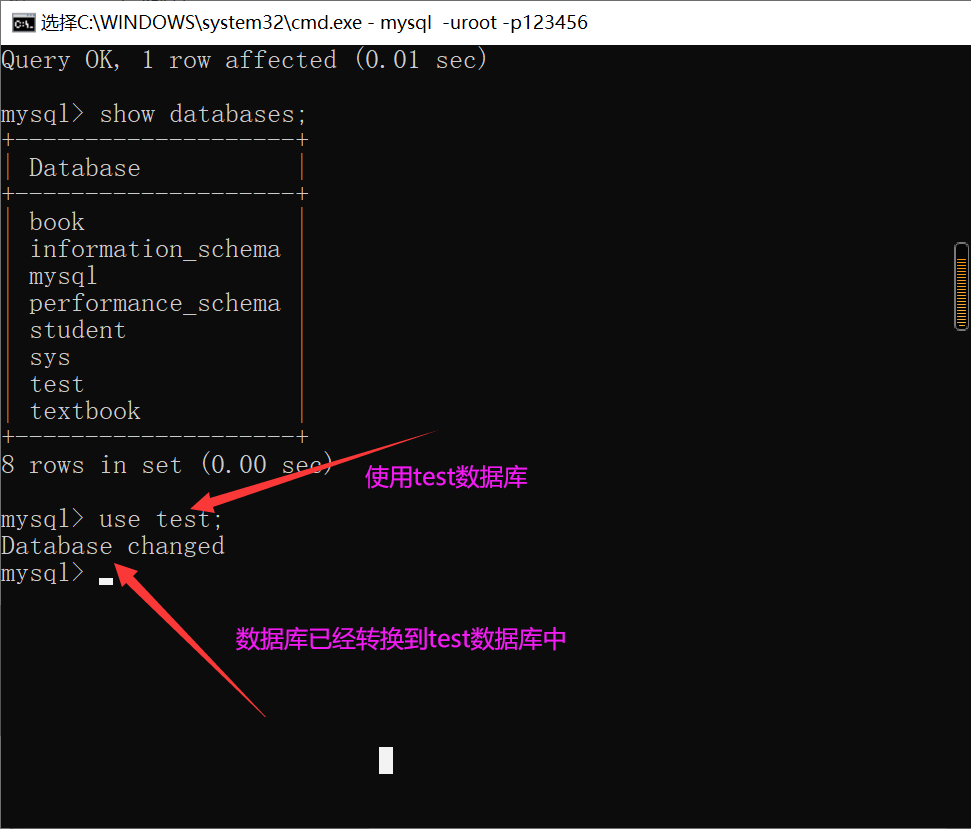 选择C:\WINDOWS\system32\cmd.exe - mysql  -uroot -p123456
Query OK, 1 row affected (0.01 sec)
mysql> show databases;
+--------------------+
| Database           |
+--------------------+
| book               |
| information_schema |
| mysql              |
| performance_schema |
| student            |
| sys                |
| test               |
| textbook           |
+--------------------+
8 rows in set (0.00 sec)
使用test数据库
mysql> use test;
Database changed
mysql>
数据库已经转换到test数据库中